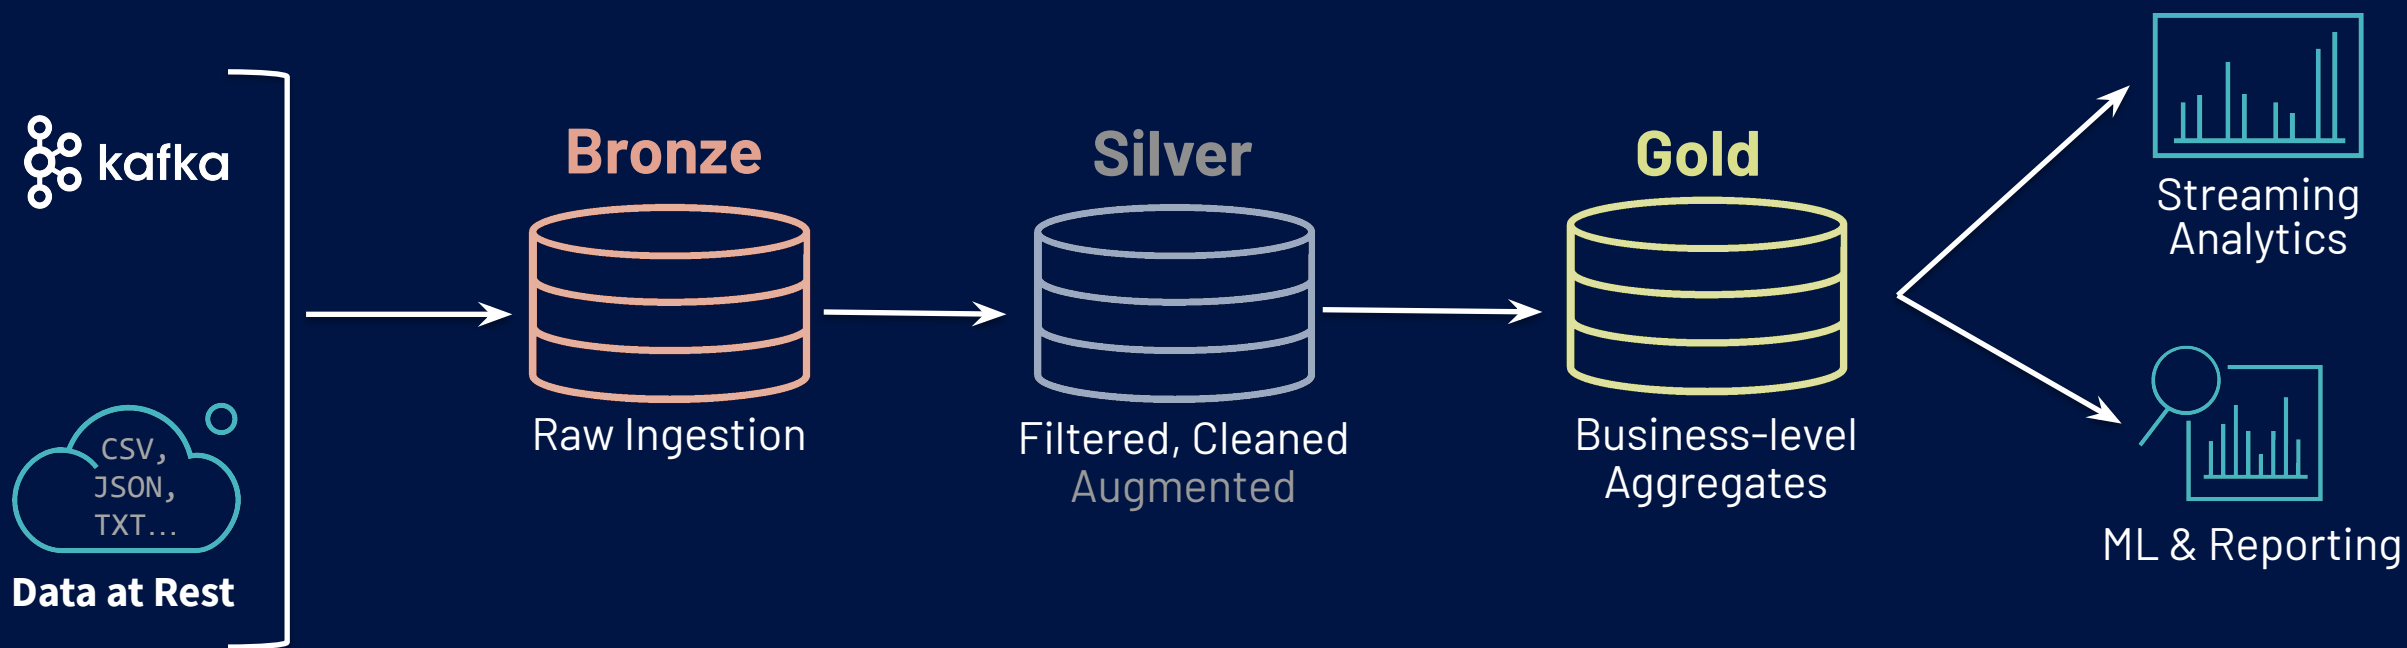 kafka
CSV,
JSON,
TXT...
Data at Rest
Bronze
Raw Ingestion
Silver
Filtered, Cleaned
Augmented
Gold
Business-level
Aggregates
Streaming
Analytics
ML & Reporting